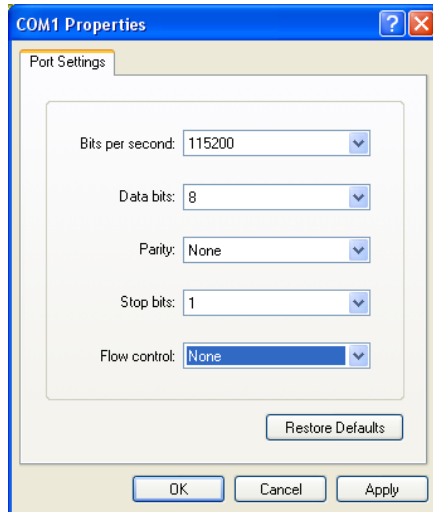 COM1 Properties
Port Settings
Bits per second: 115200
Data bits: 8
Parity: None
Stop bits: 1
Flow control: None
Restore Defaults
OK Cancel Apply